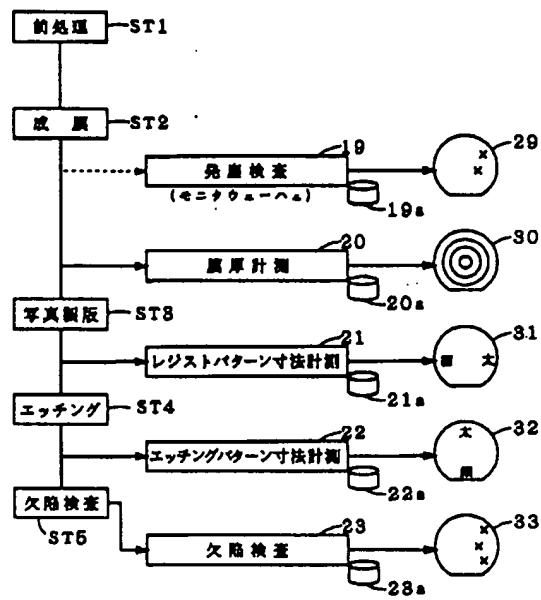 前処理 ST1
成膜 ST2
19
発塵検査
(モニタウェーハ)
19a
29
×
×
20
膜厚計測
20a
30
写真製版 ST3
21
レジストパターン寸法計測
21a
31
細 太
エッチング ST4
22
エッチングパターン寸法計測
22a
32
太
細
欠陥検査
ST5
23
欠陥検査
23a
33
×
×
×